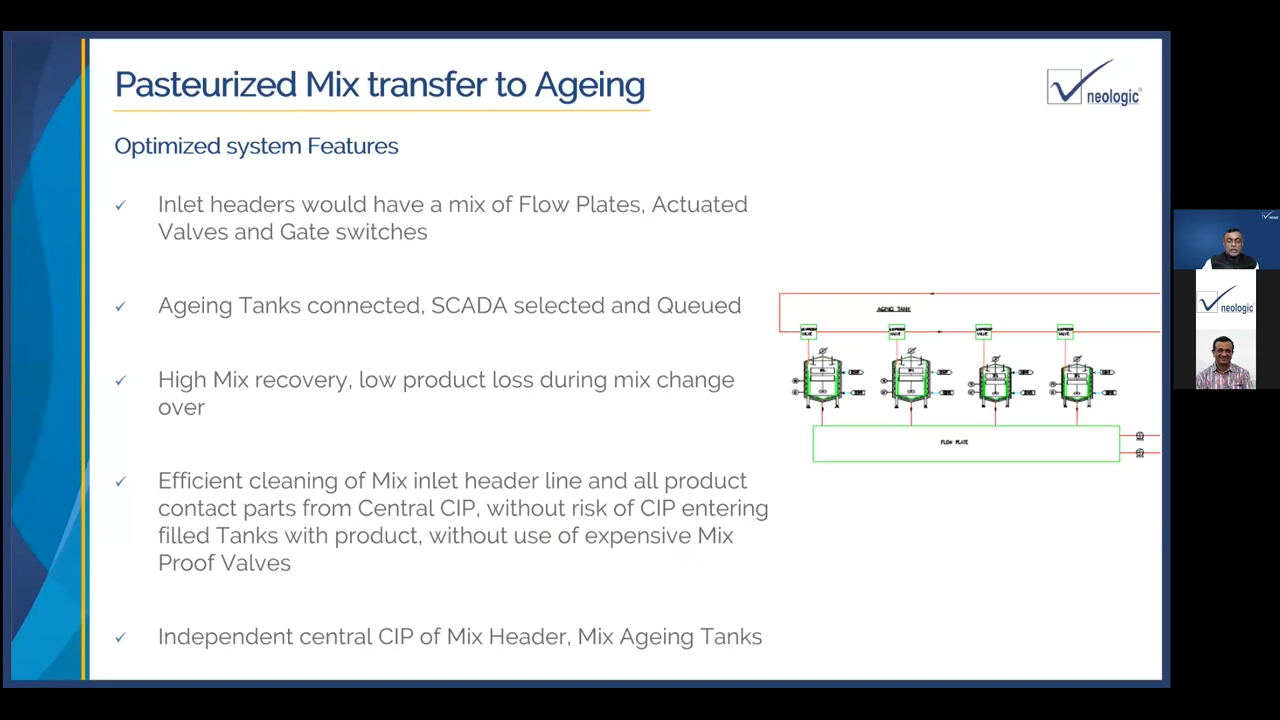 Pasteurized Mix transfer to Ageing
neologic
Optimized system Features
Inlet headers would have a mix of Flow Plates, Actuated
Valves and Gate switches
Ageing Tanks connected, SCADA selected and Queued
High Mix recovery, low product loss during mix change
over
Efficient cleaning of Mix inlet header line and all product
contact parts from Central CIP, without risk of CIP entering
filled Tanks with product, without use of expensive Mix
Proof Valves
Independent central CIP of Mix Header, Mix Ageing Tanks
AGING TANK
FLOW PLATE
neologic